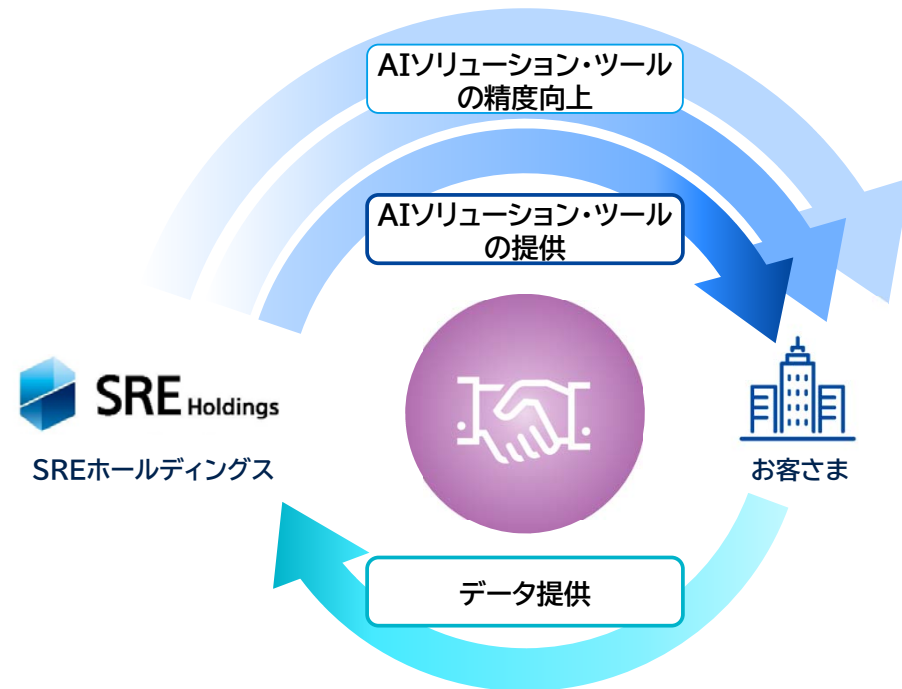 AIソリューション・ツール
の精度向上
AIソリューション・ツール
の提供
SRE Holdings
SREホールディングス
お客さま
データ提供